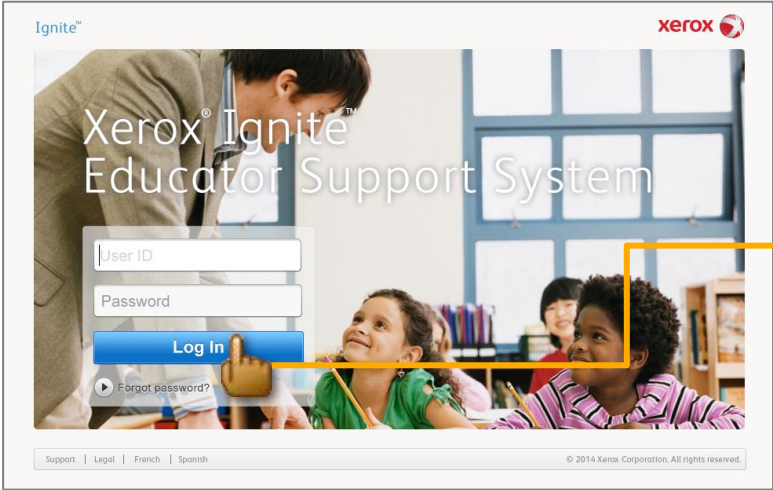 Ignite™
xerox
Xerox® Ignite™
Educator Support System
User ID
Password
Log In
Forgot password?
Support | Legal | French | Spanish
© 2014 Xerox Corporation. All rights reserved.